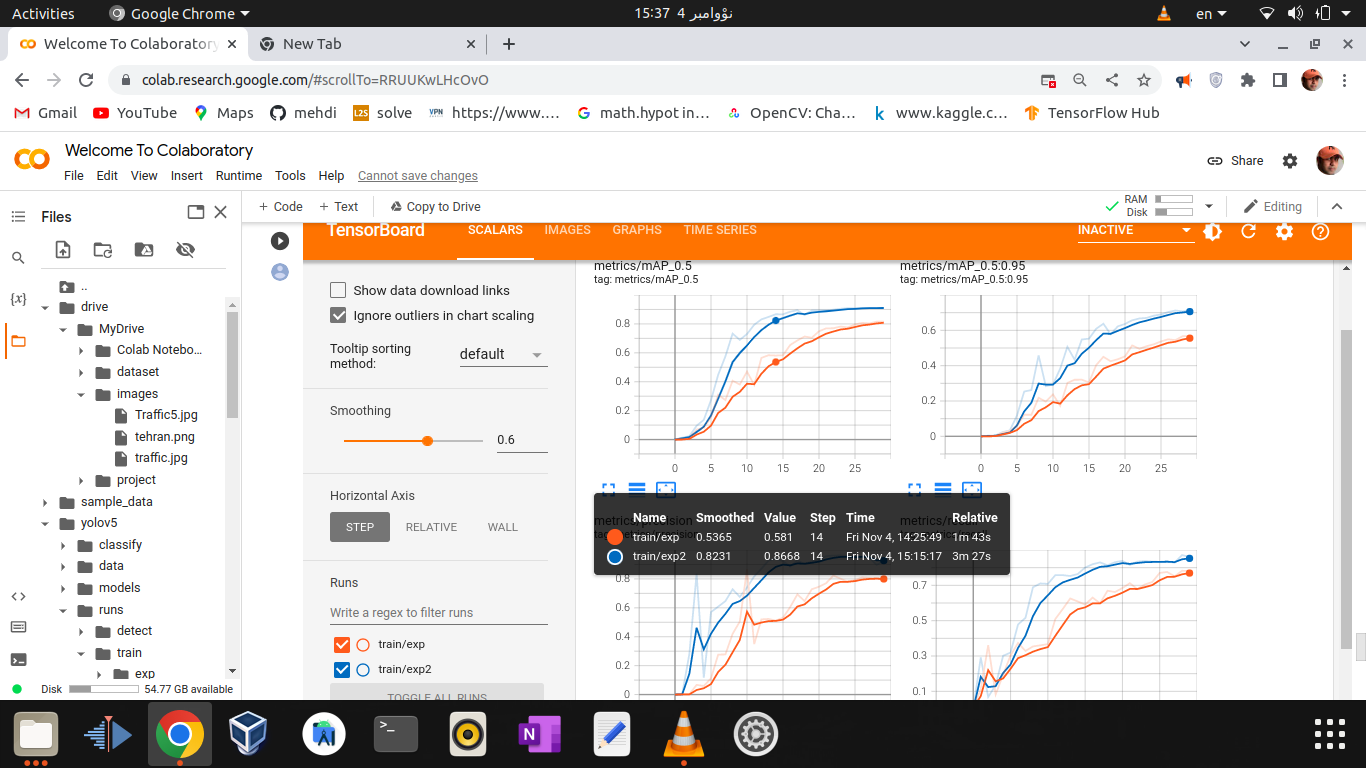 Activities
Google Chrome
نوْوامبر 4 15:37
en
Welcome To Colaboratory
New Tab
colab.research.google.com/#scrollTo=RRUUKwLHcOvO
Gmail
YouTube
Maps
mehdi
L2S
solve
VPN
https://www....
math.hypot in...
OpenCV: Cha...
www.kaggle.c...
TensorFlow Hub
Welcome To Colaboratory
File Edit View Insert Runtime Tools Help Cannot save changes
Share
Files
+ Code + Text Copy to Drive
RAM
Disk
Editing
{x}
..
drive
MyDrive
Colab Notebo...
dataset
images
Traffic5.jpg
tehran.png
traffic.jpg
project
sample_data
yolov5
classify
data
models
runs
detect
train
exp
Disk 54.77 GB available
TensorBoard SCALARS IMAGES GRAPHS TIME SERIES INACTIVE
Show data download links
Ignore outliers in chart scaling
Tooltip sorting
method: default
Smoothing
0.6
Horizontal Axis
STEP RELATIVE WALL
Runs
Write a regex to filter runs
train/exp
train/exp2
TOGGLE ALL RUNS
metrics/mAP_0.5
tag: metrics/mAP_0.5
0.8
0.6
0.4
0.2
0
0 5 10 15 20 25
metrics/mAP_0.5:0.95
tag: metrics/mAP_0.5:0.95
0.6
0.4
0.2
0
0 5 10 15 20 25
Name Smoothed Value Step Time Relative
train/exp 0.5365 0.581 14 Fri Nov 4, 14:25:49 1m 43s
train/exp2 0.8231 0.8668 14 Fri Nov 4, 15:15:17 3m 27s
0.8
0.6
0.4
0.2
0
0.7
0.5
0.3
0.1
>_
N